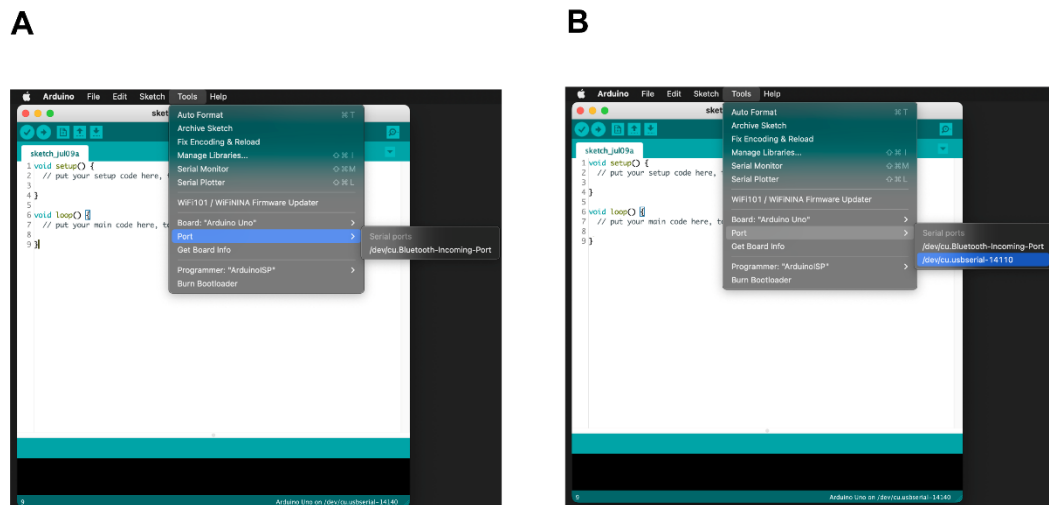 A
Arduino File Edit Sketch Tools Help
sket
sketch_jul09a
1 void setup() {
2 // put your setup code here,
3
4 }
5
6 void loop() {
7 // put your main code here, to
8
9 }
Auto Format ⌘ T
Archive Sketch
Fix Encoding & Reload
Manage Libraries... ⇧ ⌘ I
Serial Monitor ⇧ ⌘ M
Serial Plotter ⇧ ⌘ L
WiFi101 / WiFiNINA Firmware Updater
Board: "Arduino Uno" >
Port >
Get Board Info
Programmer: "ArduinoISP" >
Burn Bootloader
Serial ports
/dev/cu.Bluetooth-Incoming-Port
9 Arduino Uno on /dev/cu.usbserial-14140
B
Arduino File Edit Sketch Tools Help
sket
sketch_jul09a
1 void setup() {
2 // put your setup code here,
3
4 }
5
6 void loop() {
7 // put your main code here, to
8
9 }
Auto Format ⌘ T
Archive Sketch
Fix Encoding & Reload
Manage Libraries... ⇧ ⌘ I
Serial Monitor ⇧ ⌘ M
Serial Plotter ⇧ ⌘ L
WiFi101 / WiFiNINA Firmware Updater
Board: "Arduino Uno" >
Port >
Get Board Info
Programmer: "ArduinoISP" >
Burn Bootloader
Serial ports
/dev/cu.Bluetooth-Incoming-Port
/dev/cu.usbserial-14110
9 Arduino Uno on /dev/cu.usbserial-14140